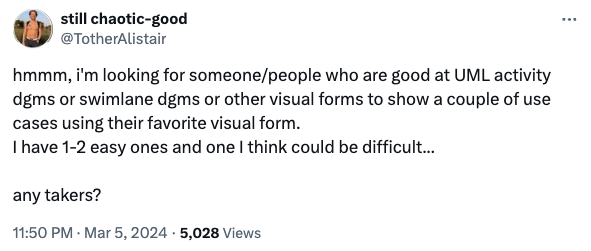 still chaotic-good
@TotherAlistair
hmmm, i'm looking for someone/people who are good at UML activity
dgms or swimlane dgms or other visual forms to show a couple of use
cases using their favorite visual form.
I have 1-2 easy ones and one I think could be difficult...
any takers?
11:50 PM · Mar 5, 2024 · 5,028 Views